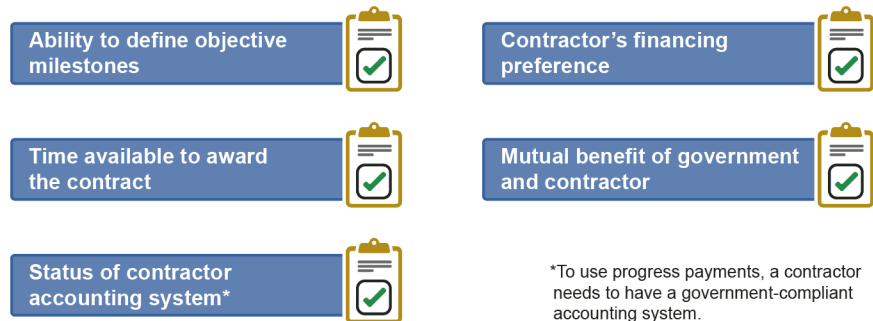 Ability to define objective
milestones
Contractor’s financing
preference
Time available to award
the contract
Mutual benefit of government
and contractor
Status of contractor
accounting system*
*To use progress payments, a contractor
needs to have a government-compliant
accounting system.